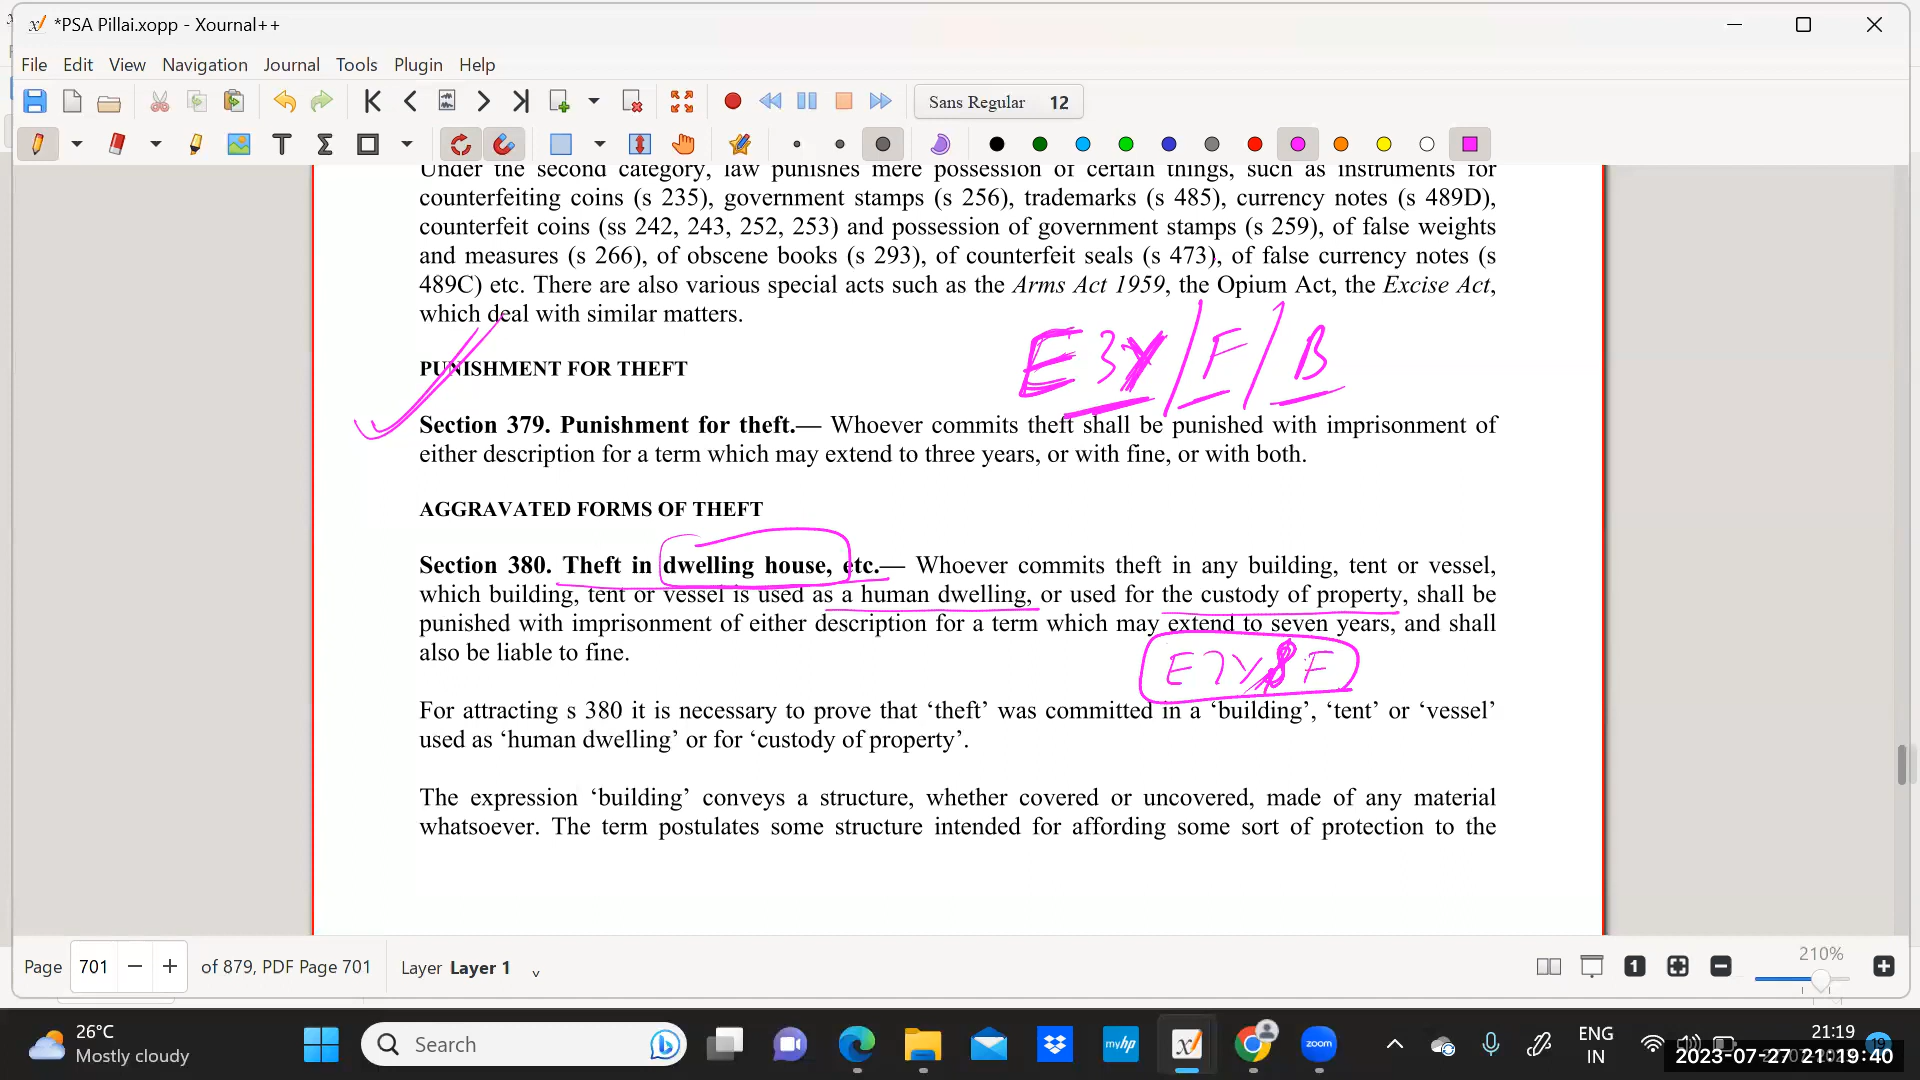 *PSA Pillai.xopp - Xournal++
File Edit View Navigation Journal Tools Plugin Help
Sans Regular 12
Under the second category, law punishes mere possession of certain things, such as instruments for
counterfeiting coins (s 235), government stamps (s 256), trademarks (s 485), currency notes (s 489D),
counterfeit coins (ss 242, 243, 252, 253) and possession of government stamps (s 259), of false weights
and measures (s 266), of obscene books (s 293), of counterfeit seals (s 473), of false currency notes (s
489C) etc. There are also various special acts such as the Arms Act 1959, the Opium Act, the Excise Act,
which deal with similar matters.
E 3Y / F / B
PUNISHMENT FOR THEFT
Section 379. Punishment for theft.— Whoever commits theft shall be punished with imprisonment of
either description for a term which may extend to three years, or with fine, or with both.
AGGRAVATED FORMS OF THEFT
Section 380. Theft in dwelling house, etc.— Whoever commits theft in any building, tent or vessel,
which building, tent or vessel is used as a human dwelling, or used for the custody of property, shall be
punished with imprisonment of either description for a term which may extend to seven years, and shall
also be liable to fine.
E 7Y & F
For attracting s 380 it is necessary to prove that ‘theft’ was committed in a ‘building’, ‘tent’ or ‘vessel’
used as ‘human dwelling’ or for ‘custody of property’.
The expression ‘building’ conveys a structure, whether covered or uncovered, made of any material
whatsoever. The term postulates some structure intended for affording some sort of protection to the
Page 701 of 879, PDF Page 701 Layer Layer 1
210%
26°C
Mostly cloudy
Search
myhp
zoom
ENG
IN
21:19
19
2023-07-27 21:19:40